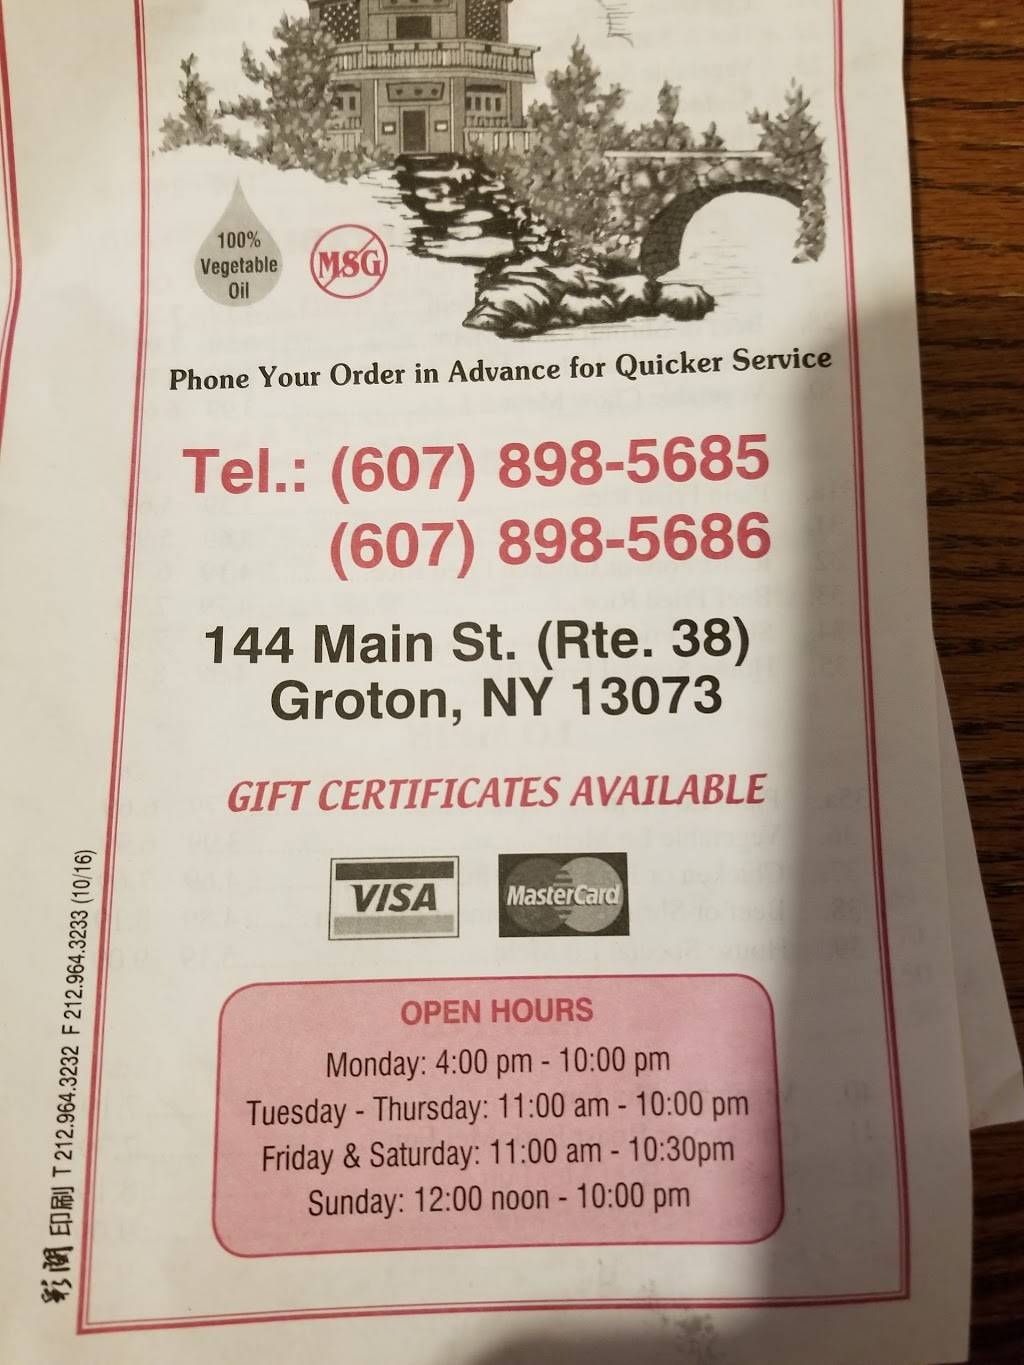 100%
Vegetable
Oil
MSG
Phone Your Order in Advance for Quicker Service
Tel.: (607) 898-5685
(607) 898-5686
144 Main St. (Rte. 38)
Groton, NY 13073
GIFT CERTIFICATES AVAILABLE
VISA
MasterCard
OPEN HOURS
Monday: 4:00 pm - 10:00 pm
Tuesday - Thursday: 11:00 am - 10:00 pm
Friday & Saturday: 11:00 am - 10:30pm
Sunday: 12:00 noon - 10:00 pm
印刷 T 212.964.3232 F 212.964.3233 (10/16)